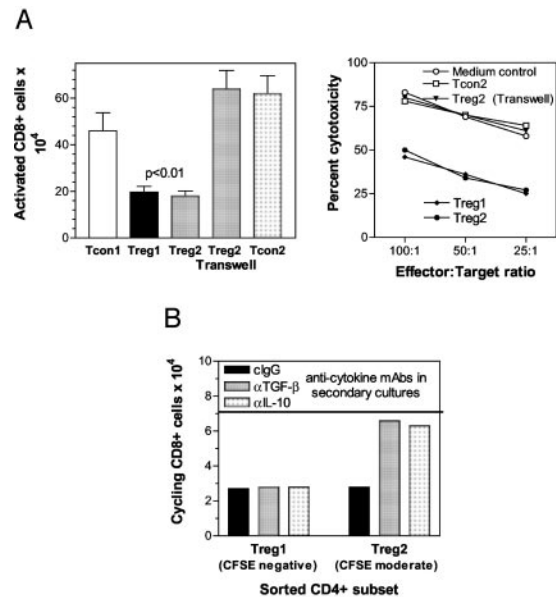 A
Activated CD8+ cells x
10⁴
60
40
20
0
p<0.01
Tcon1 Treg1 Treg2 Treg2 Tcon2
Transwell
Percent cytotoxicity
100
75
50
25
0
Medium control
Tcon2
Treg2 (Transwell)
Treg1
Treg2
100:1 50:1 25:1
Effector:Target ratio
B
Cycling CD8+ cells x 10⁴
10
8
6
4
2
0
cIgG
αTGF-β
αIL-10
anti-cytokine mAbs in
secondary cultures
Treg1 Treg2
(CFSE negative) (CFSE moderate)
Sorted CD4+ subset